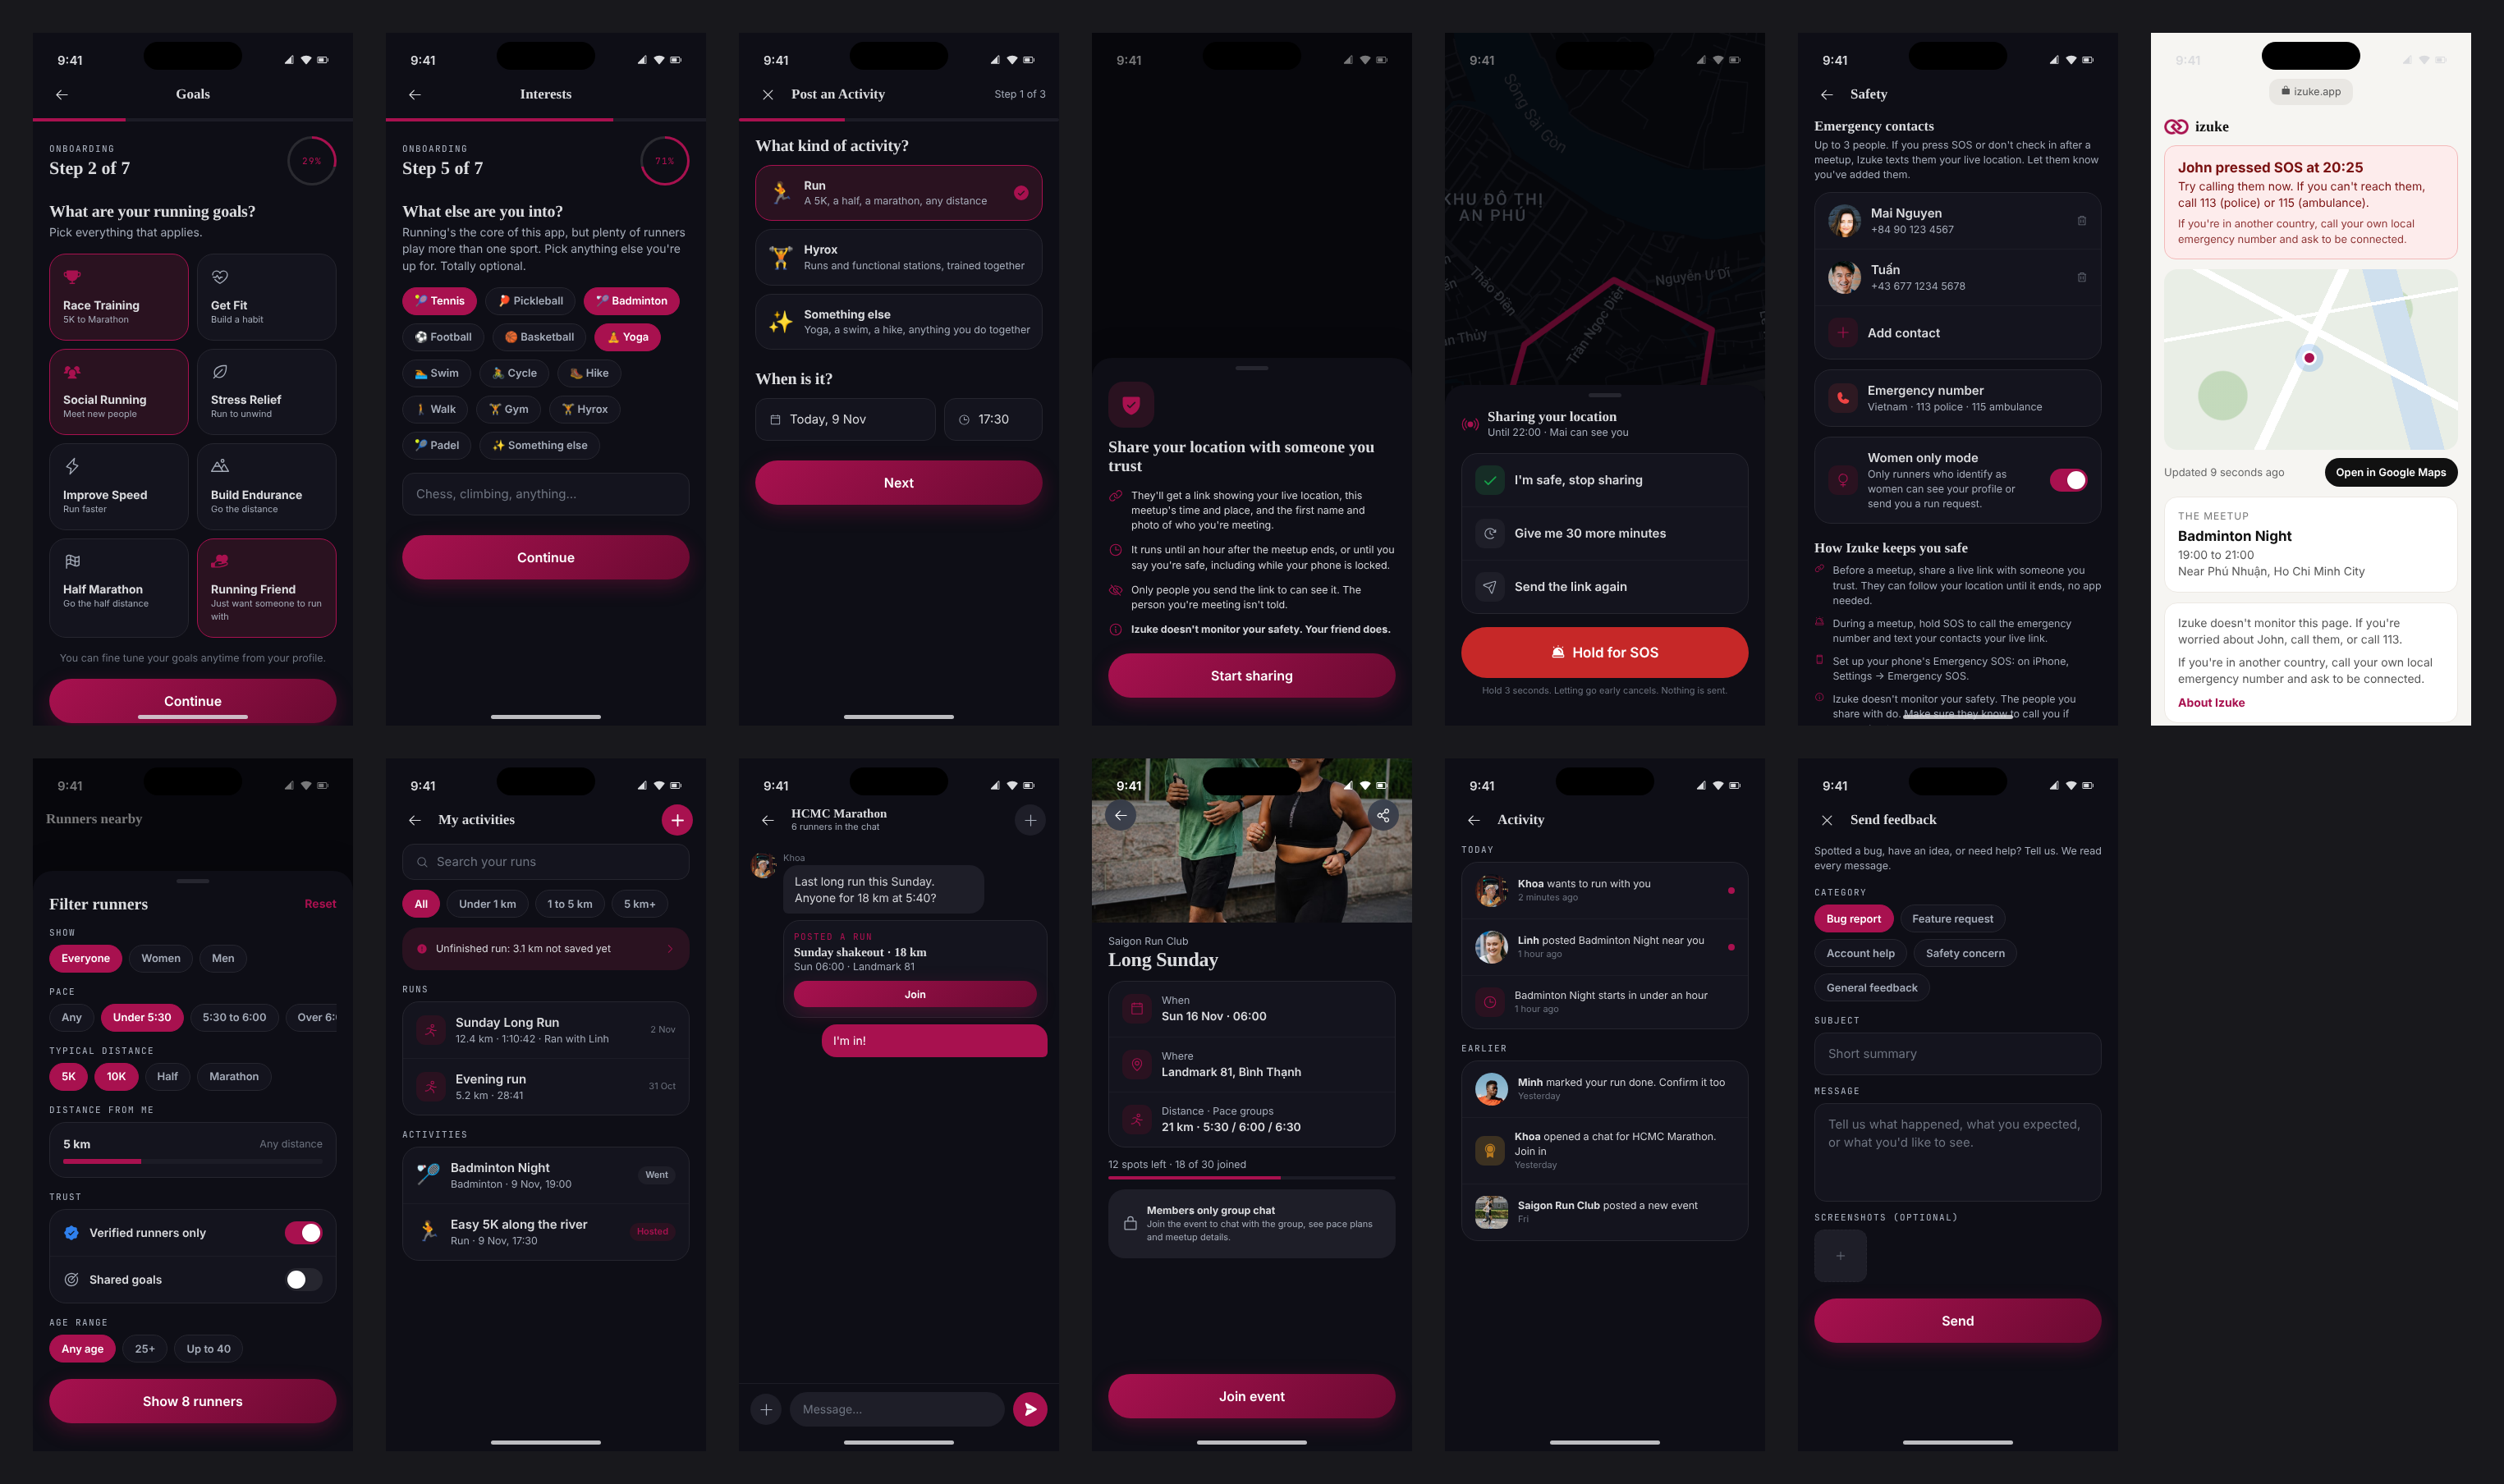 9:41
Goals
ONBOARDING
Step 2 of 7
29%
What are your running goals?
Pick everything that applies.
Race Training
5K to Marathon
Get Fit
Build a habit
Social Running
Meet new people
Stress Relief
Run to unwind
Improve Speed
Run faster
Build Endurance
Go the distance
Half Marathon
Go the half distance
Running Friend
Just want someone to run
with
You can fine tune your goals anytime from your profile.
Continue
9:41
Interests
ONBOARDING
Step 5 of 7
71%
What else are you into?
Running's the core of this app, but plenty of runners
play more than one sport. Pick anything else you're
up for. Totally optional.
Tennis
Pickleball
Badminton
Football
Basketball
Yoga
Swim
Cycle
Hike
Walk
Gym
Hyrox
Padel
Something else
Chess, climbing, anything...
Continue
9:41
Post an Activity
Step 1 of 3
What kind of activity?
Run
A 5K, a half, a marathon, any distance
Hyrox
Runs and functional stations, trained together
Something else
Yoga, a swim, a hike, anything you do together
When is it?
Today, 9 Nov
17:30
Next
9:41
Share your location with someone you
trust
They'll get a link showing your live location, this
meetup's time and place, and the first name and
photo of who you're meeting.
It runs until an hour after the meetup ends, or until you
say you're safe, including while your phone is locked.
Only people you send the link to can see it. The
person you're meeting isn't told.
Izuke doesn't monitor your safety. Your friend does.
Start sharing
9:41
Sông Sài Gòn
KHU ĐÔ THỊ
AN PHÚ
Thảo Điền
Nguyễn Ư Dĩ
Trần Ngọc Diện
Sharing your location
Until 22:00 · Mai can see you
I'm safe, stop sharing
Give me 30 more minutes
Send the link again
Hold for SOS
Hold 3 seconds. Letting go early cancels. Nothing is sent.
9:41
Safety
Emergency contacts
Up to 3 people. If you press SOS or don't check in after a
meetup, Izuke texts them your live location. Let them know
you've added them.
Mai Nguyen
+84 90 123 4567
Tuấn
+43 677 1234 5678
Add contact
Emergency number
Vietnam · 113 police · 115 ambulance
Women only mode
Only runners who identify as
women can see your profile or
send you a run request.
How Izuke keeps you safe
Before a meetup, share a live link with someone you
trust. They can follow your location until it ends, no app
needed.
During a meetup, hold SOS to call the emergency
number and text your contacts your live link.
Set up your phone's Emergency SOS: on iPhone,
Settings → Emergency SOS.
Izuke doesn't monitor your safety. The people you
share with do. Make sure they know to call you if
9:41
izuke.app
izuke
John pressed SOS at 20:25
Try calling them now. If you can't reach them,
call 113 (police) or 115 (ambulance).
If you're in another country, call your own local
emergency number and ask to be connected.
Updated 9 seconds ago
Open in Google Maps
THE MEETUP
Badminton Night
19:00 to 21:00
Near Phú Nhuận, Ho Chi Minh City
Izuke doesn't monitor this page. If you're
worried about John, call them, or call 113.
If you're in another country, call your own local
emergency number and ask to be connected.
About Izuke
9:41
Runners nearby
Filter runners
Reset
SHOW
Everyone
Women
Men
PACE
Any
Under 5:30
5:30 to 6:00
Over 6:
TYPICAL DISTANCE
5K
10K
Half
Marathon
DISTANCE FROM ME
5 km
Any distance
TRUST
Verified runners only
Shared goals
AGE RANGE
Any age
25+
Up to 40
Show 8 runners
9:41
My activities
Search your runs
All
Under 1 km
1 to 5 km
5 km+
Unfinished run: 3.1 km not saved yet
RUNS
Sunday Long Run
12.4 km · 1:10:42 · Ran with Linh
2 Nov
Evening run
5.2 km · 28:41
31 Oct
ACTIVITIES
Badminton Night
Badminton · 9 Nov, 19:00
Went
Easy 5K along the river
Run · 9 Nov, 17:30
Hosted
9:41
HCMC Marathon
6 runners in the chat
Khoa
Last long run this Sunday.
Anyone for 18 km at 5:40?
POSTED A RUN
Sunday shakeout · 18 km
Sun 06:00 · Landmark 81
Join
I'm in!
Message...
9:41
Saigon Run Club
Long Sunday
When
Sun 16 Nov · 06:00
Where
Landmark 81, Bình Thạnh
Distance · Pace groups
21 km · 5:30 / 6:00 / 6:30
12 spots left · 18 of 30 joined
Members only group chat
Join the event to chat with the group, see pace plans
and meetup details.
Join event
9:41
Activity
TODAY
Khoa wants to run with you
2 minutes ago
Linh posted Badminton Night near you
1 hour ago
Badminton Night starts in under an hour
1 hour ago
EARLIER
Minh marked your run done. Confirm it too
Yesterday
Khoa opened a chat for HCMC Marathon.
Join in
Yesterday
Saigon Run Club posted a new event
Fri
9:41
Send feedback
Spotted a bug, have an idea, or need help? Tell us. We read
every message.
CATEGORY
Bug report
Feature request
Account help
Safety concern
General feedback
SUBJECT
Short summary
MESSAGE
Tell us what happened, what you expected,
or what you'd like to see.
SCREENSHOTS (OPTIONAL)
Send